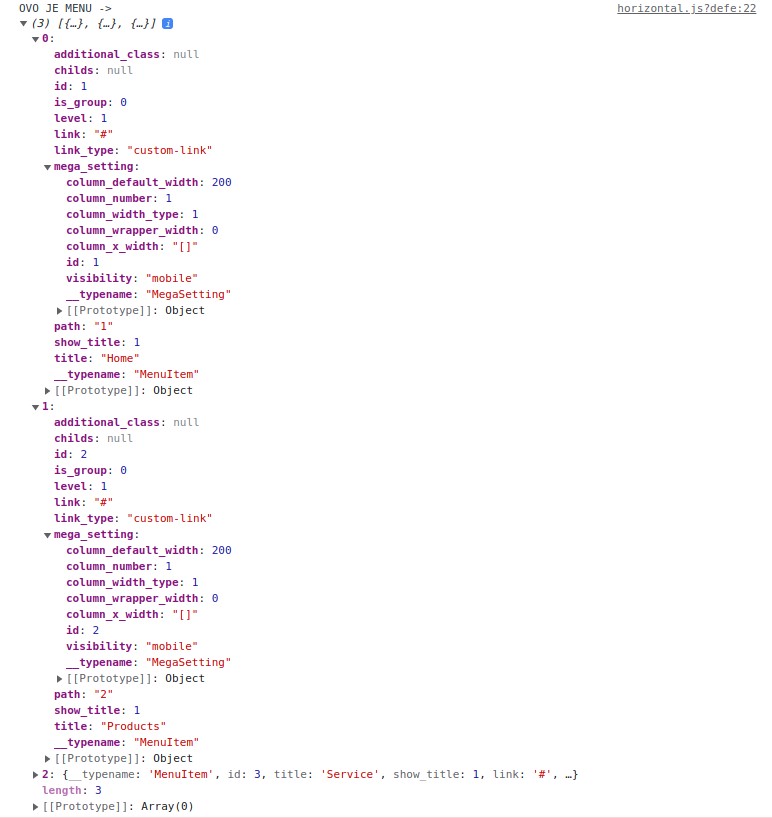 OVO JE MENU -> horizontal.js?defe:22
(3) [{…}, {…}, {…}] i
0:
additional_class: null
childs: null
id: 1
is_group: 0
level: 1
link: "#"
link_type: "custom-link"
mega_setting:
column_default_width: 200
column_number: 1
column_width_type: 1
column_wrapper_width: 0
column_x_width: "[]"
id: 1
visibility: "mobile"
__typename: "MegaSetting"
[[Prototype]]: Object
path: "1"
show_title: 1
title: "Home"
__typename: "MenuItem"
[[Prototype]]: Object
1:
additional_class: null
childs: null
id: 2
is_group: 0
level: 1
link: "#"
link_type: "custom-link"
mega_setting:
column_default_width: 200
column_number: 1
column_width_type: 1
column_wrapper_width: 0
column_x_width: "[]"
id: 2
visibility: "mobile"
__typename: "MegaSetting"
[[Prototype]]: Object
path: "2"
show_title: 1
title: "Products"
__typename: "MenuItem"
[[Prototype]]: Object
2: {__typename: 'MenuItem', id: 3, title: 'Service', show_title: 1, link: '#', …}
length: 3
[[Prototype]]: Array(0)